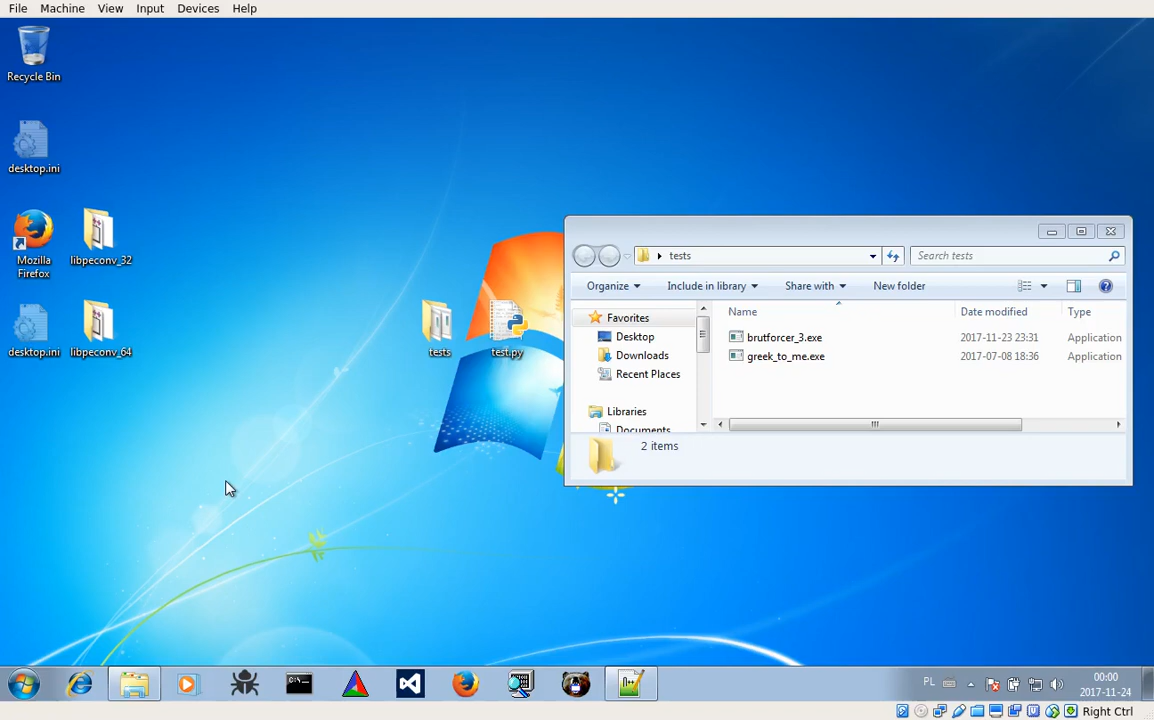 File Machine View Input Devices Help
Recycle Bin
desktop.ini
Mozilla
Firefox
libpeconv_32
desktop.ini
libpeconv_64
tests
test.py
tests
Search tests
Organize Include in library Share with New folder
Name Date modified Type
Favorites
Desktop
Downloads
Recent Places
Libraries
Documents
brutforcer_3.exe 2017-11-23 23:31 Application
greek_to_me.exe 2017-07-08 18:36 Application
2 items
PL
00:00
2017-11-24
Right Ctrl